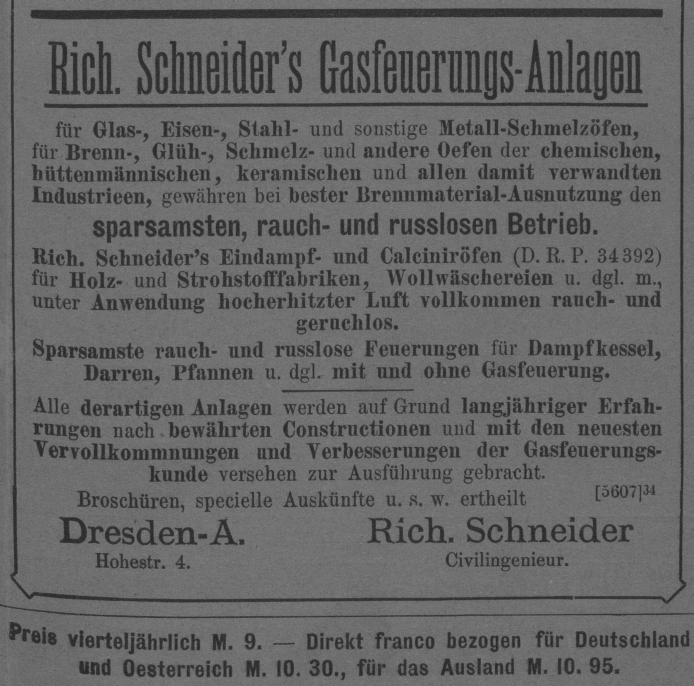 Rich. Schneider's Gasfeuerungs-Anlagen
für Glas-, Eisen-, Stahl- und sonstige Metall-Schmelzöfen,
für Brenn-, Glüh-, Schmelz- und andere Oefen der chemischen,
hüttenmännischen, keramischen und allen damit verwandten
Industrieen, gewähren bei bester Brennmaterial-Ausnutzung den
sparsamsten, rauch- und russlosen Betrieb.
Rich. Schneider's Eindampf- und Calciniröfen (D. R. P. 34392)
für Holz- und Strohstofffabriken, Wollwäschereien u. dgl. m.,
unter Anwendung hocherhitzter Luft vollkommen rauch- und
geruchlos.
Sparsamste rauch- und russlose Feuerungen für Dampfkessel,
Darren, Pfannen u. dgl. mit und ohne Gasfeuerung.
Alle derartigen Anlagen werden auf Grund langjähriger Erfah-
rungen nach bewährten Constructionen und mit den neuesten
Vervollkommnungen und Verbesserungen der Gasfeuerungs-
kunde versehen zur Ausführung gebracht.
Broschüren, specielle Auskünfte u. s. w. ertheilt [5607]34
Dresden-A. Rich. Schneider
Hohestr. 4. Civilingenieur.
Preis vierteljährlich M. 9. — Direkt franco bezogen für Deutschland
und Oesterreich M. 10. 30., für das Ausland M. 10. 95.